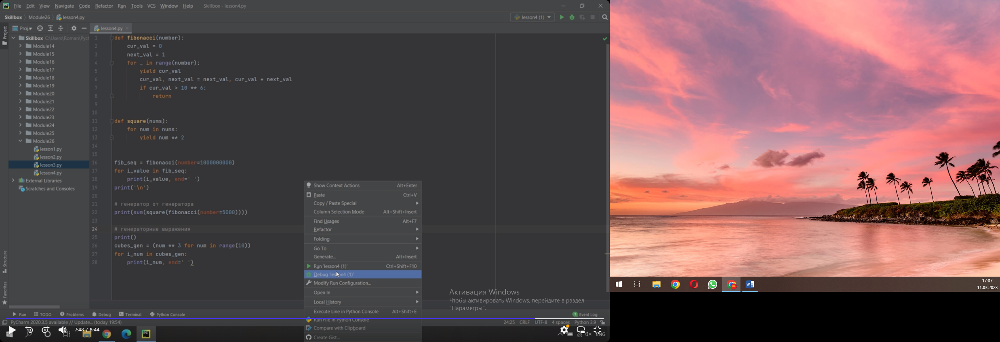 File Edit View Navigate Code Refactor Run Tools VCS Window Help Skillbox - lesson4.py
Skillbox Module26 lesson4.py
lesson4 (1)
Project
Proj
lesson4.py
Skillbox C:\Users\Roman\Pych
Module14
Module15
Module16
Module17
Module18
Module19
Module20
Module21
Module22
Module23
Module24
Module25
Module26
lesson1.py
lesson2.py
lesson3.py
lesson4.py
External Libraries
Scratches and Consoles
Structure
Favorites
1 def fibonacci(number):
2 cur_val = 0
3 next_val = 1
4 for _ in range(number):
5 yield cur_val
6 cur_val, next_val = next_val, cur_val + next_val
7 if cur_val > 10 ** 6:
8 return
9
10
11 def square(nums):
12 for num in nums:
13 yield num ** 2
14
15
16 fib_seq = fibonacci(number=1000000000)
17 for i_value in fib_seq:
18 print(i_value, end=' ')
19 print('\n')
20
21 # генератор от генератора
22 print(sum(square(fibonacci(number=5000))))
23
24 # генераторные выражения
25 print()
26 cubes_gen = (num ** 3 for num in range(10))
27 for i_num in cubes_gen:
28 print(i_num, end=' ')
Show Context Actions Alt+Enter
Paste Ctrl+V
Copy / Paste Special
Column Selection Mode Alt+Shift+Insert
Find Usages Alt+F7
Refactor
Folding
Go To
Generate... Alt+Insert
Run 'lesson4 (1)' Ctrl+Shift+F10
Debug 'lesson4 (1)'
Modify Run Configuration...
Open In
Local History
Execute Line in Python Console Alt+Shift+E
Run File in Python Console
Compare with Clipboard
Create Gist...
Активация Windows
Чтобы активировать Windows, перейдите в раздел
"Параметры".
Run TODO Problems Debug Terminal Python Console
1 Event Log
PyCharm 2020.3.5 available // Update... (today 19:54)
24:25 CRLF UTF-8 4 spaces Python 3.9
10 10 7:43 / 8:44
ENG
17:07
11.03.2023